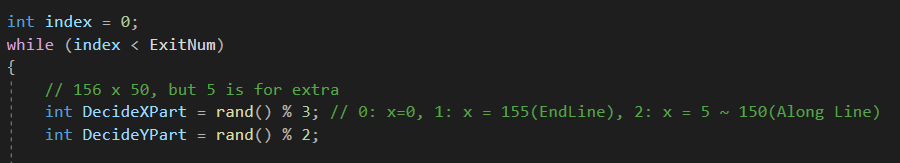 int index = 0;
while (index < ExitNum)
{
// 156 x 50, but 5 is for extra
int DecideXPart = rand() % 3; // 0: x=0, 1: x = 155(EndLine), 2: x = 5 ~ 150(Along Line)
int DecideYPart = rand() % 2;